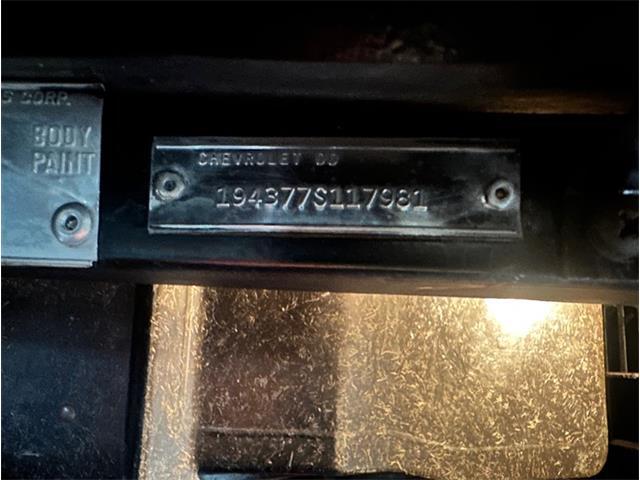 S CORP.
BODY
PAINT
CHEVROLET DD
194377S117981